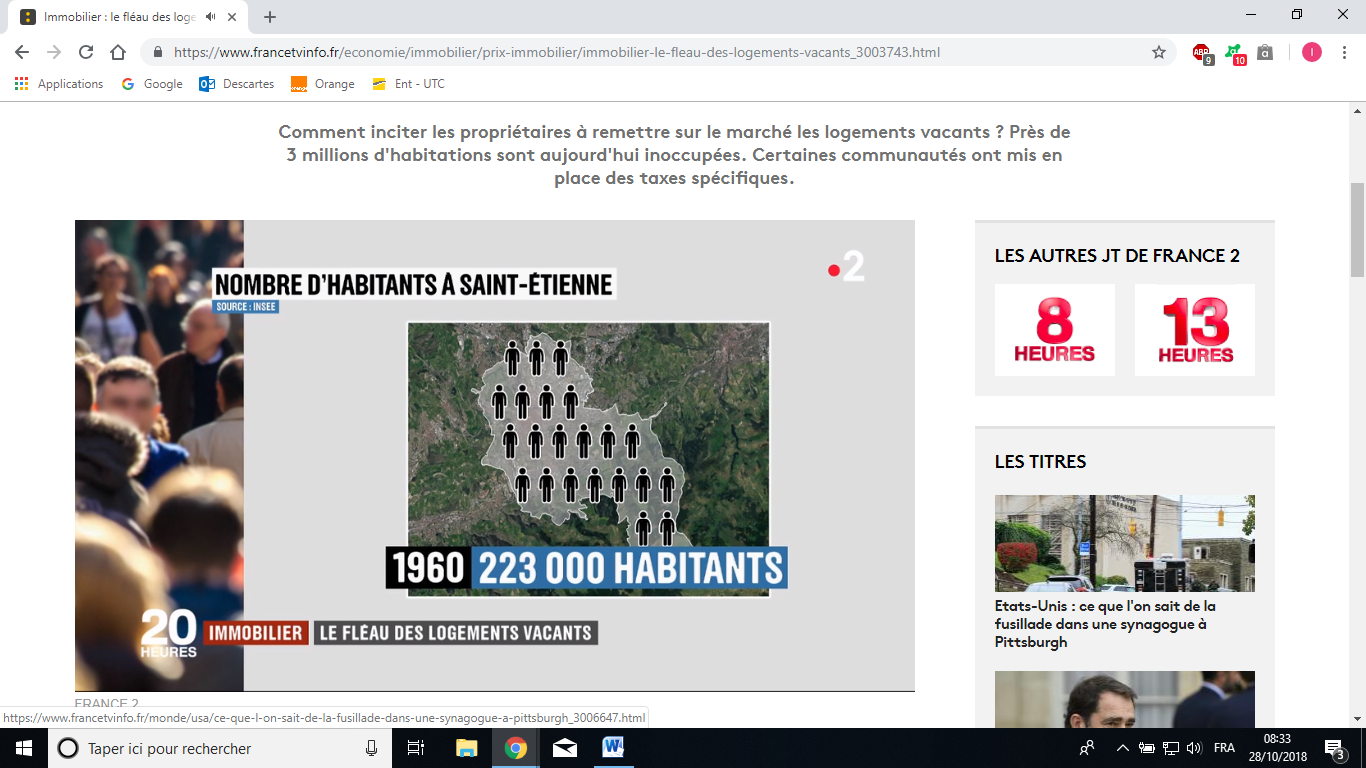 Immobilier : le fléau des loge
https://www.francetvinfo.fr/economie/immobilier/prix-immobilier/immobilier-le-fleau-des-logements-vacants_3003743.html
ABP
9
10
a
I
Applications
Google
Descartes
Orange
Ent - UTC
Comment inciter les propriétaires à remettre sur le marché les logements vacants ? Près de
3 millions d'habitations sont aujourd'hui inoccupées. Certaines communautés ont mis en
place des taxes spécifiques.
NOMBRE D'HABITANTS À SAINT-ÉTIENNE
SOURCE : INSEE
2
1960 223 000 HABITANTS
20
HEURES
IMMOBILIER LE FLÉAU DES LOGEMENTS VACANTS
FRANCE 2
LES AUTRES JT DE FRANCE 2
8
HEURES
13
HEURES
LES TITRES
Etats-Unis : ce que l'on sait de la
fusillade dans une synagogue à
Pittsburgh
https://www.francetvinfo.fr/monde/usa/ce-que-l-on-sait-de-la-fusillade-dans-une-synagogue-a-pittsburgh_3006647.html
Taper ici pour rechercher
FRA
08:33
28/10/2018
3